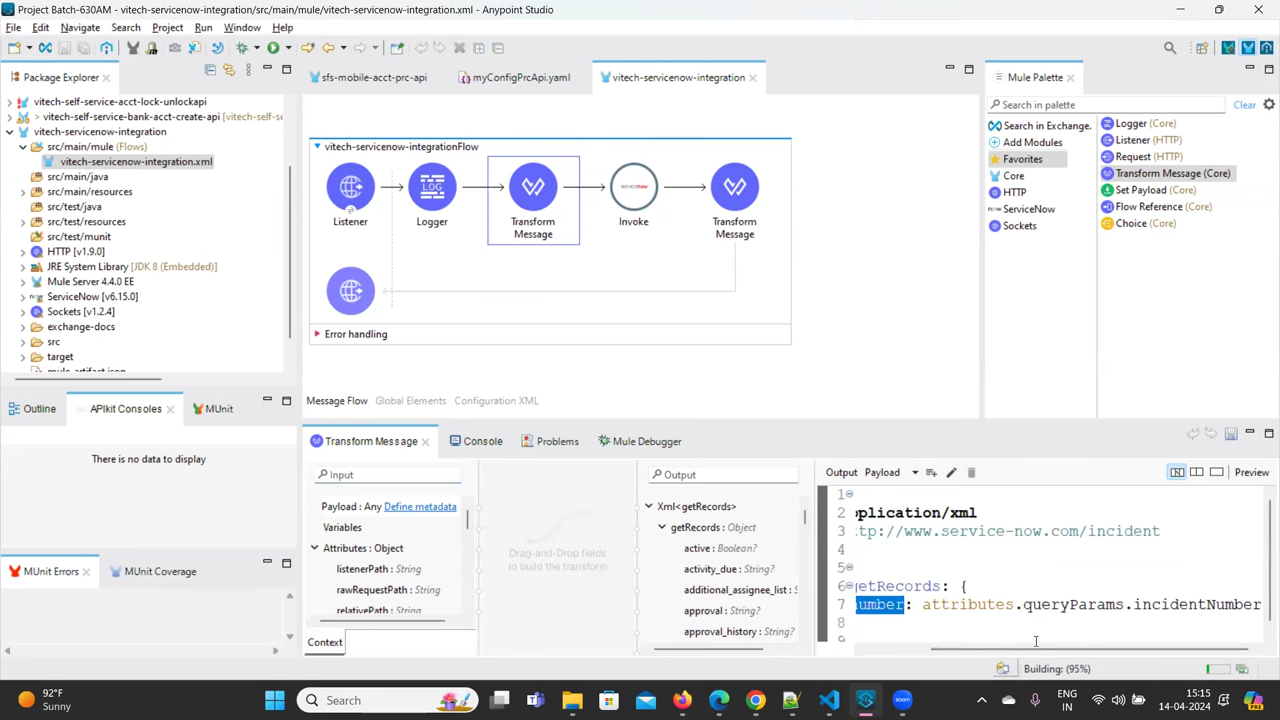 Project Batch-630AM - vitech-servicenow-integration/src/main/mule/vitech-servicenow-integration.xml - Anypoint Studio
File Edit Navigate Search Project Run Window Help
Package Explorer
vitech-self-service-acct-lock-unlockapi
> vitech-self-service-bank-acct-create-api [vitech-self-se
vitech-servicenow-integration
src/main/mule (Flows)
vitech-servicenow-integration.xml
src/main/java
src/main/resources
src/test/java
src/test/resources
src/test/munit
HTTP [v1.9.0]
JRE System Library [JDK 8 (Embedded)]
Mule Server 4.4.0 EE
ServiceNow [v6.15.0]
Sockets [v1.2.4]
exchange-docs
src
target
mule-artifact.json
Outline APIkit Consoles MUnit
There is no data to display
MUnit Errors MUnit Coverage
sfs-mobile-acct-prc-api myConfigPrcApi.yaml vitech-servicenow-integration
vitech-servicenow-integrationFlow
LOG servicenow
Listener Logger Transform Message Invoke Transform Message
Error handling
Message Flow Global Elements Configuration XML
Mule Palette
Search in palette Clear
Search in Exchange..
Add Modules
Favorites
Core
HTTP
ServiceNow
Sockets
Logger (Core)
Listener (HTTP)
Request (HTTP)
Transform Message (Core)
Set Payload (Core)
Flow Reference (Core)
Choice (Core)
Transform Message Console Problems Mule Debugger
Input
Payload : Any Define metadata
Variables
Attributes : Object
listenerPath : String
rawRequestPath : String
relativePath : String
Context
Drag-and-Drop fields
to build the transform
Output
Xml<getRecords>
getRecords : Object
active : Boolean?
activity_due : String?
additional_assignee_list : S
approval : String?
approval_history : String?
Output Payload Preview
1
2 pplication/xml
3 tp://www.service-now.com/incident
4
5
6 getRecords: {
7 number: attributes.queryParams.incidentNumber
8
9
Building: (95%)
92°F
Sunny
Search
ENG
IN
15:15
14-04-2024